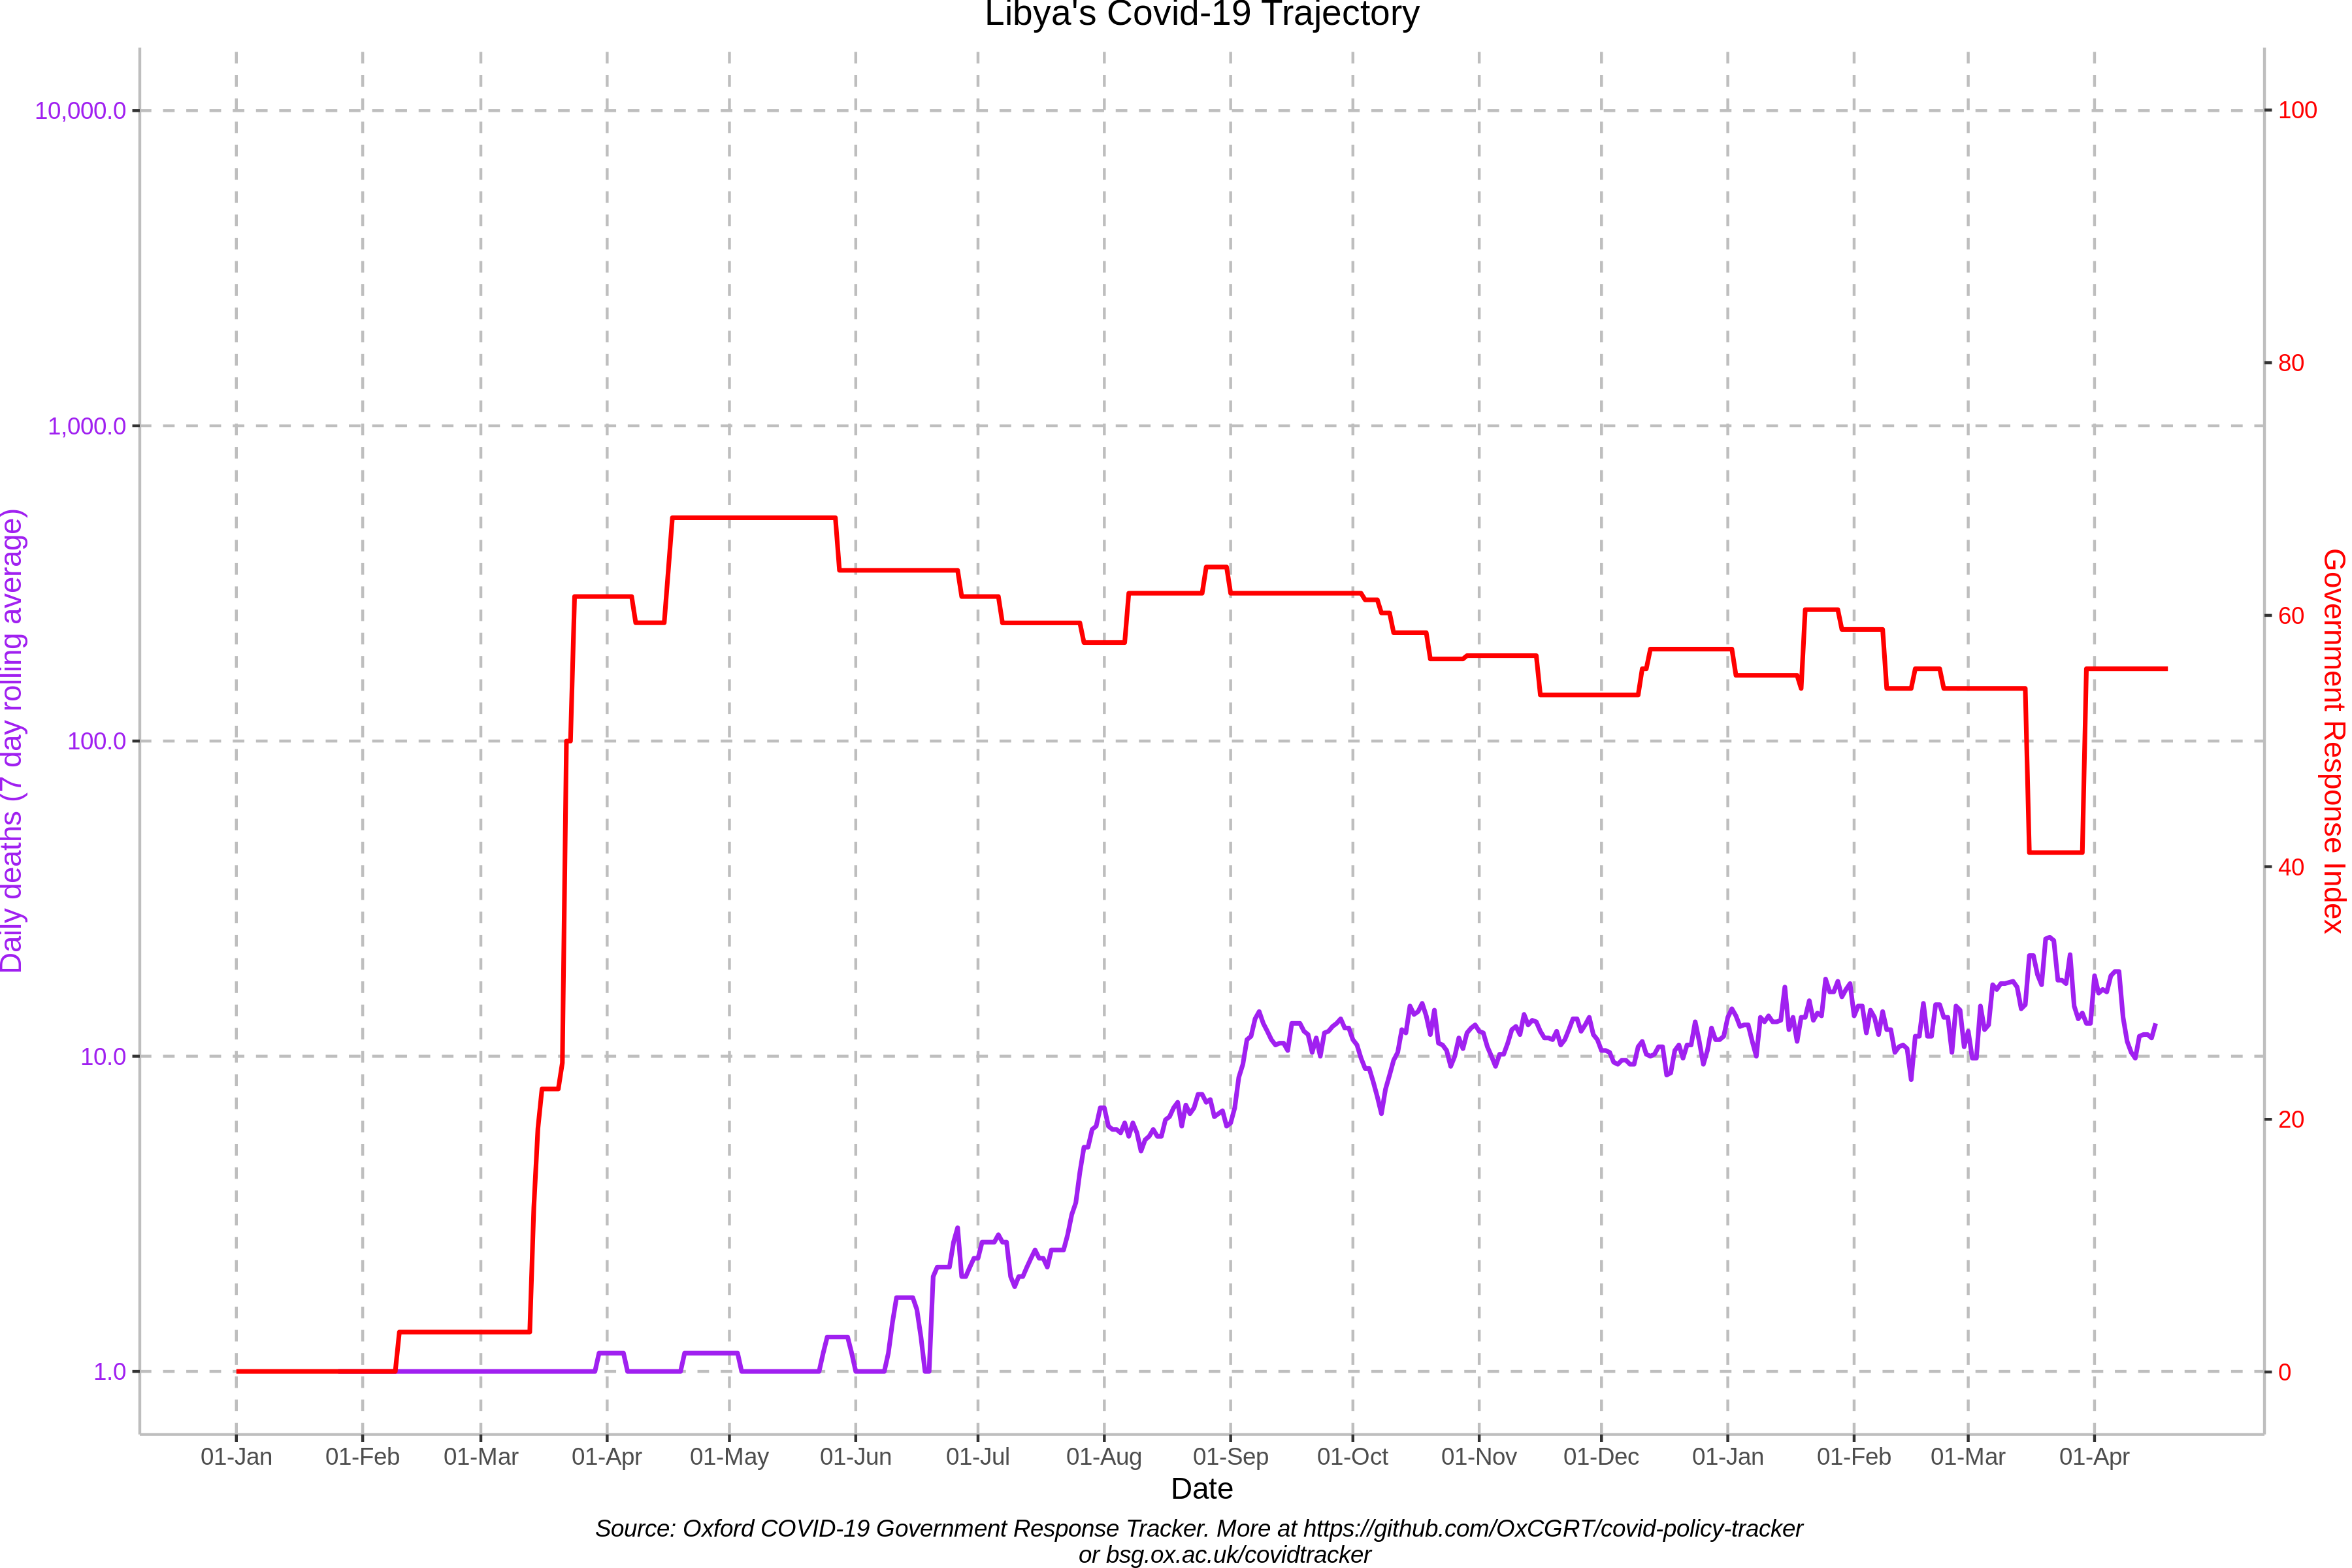 Libya's Covid-19 Trajectory
10,000.0
1,000.0
100.0
10.0
1.0
Daily deaths (7 day rolling average)
100
80
60
40
20
0
Government Response Index
01-Jan 01-Feb 01-Mar 01-Apr 01-May 01-Jun 01-Jul 01-Aug 01-Sep 01-Oct 01-Nov 01-Dec 01-Jan 01-Feb 01-Mar 01-Apr
Date
Source: Oxford COVID-19 Government Response Tracker. More at https://github.com/OxCGRT/covid-policy-tracker
or bsg.ox.ac.uk/covidtracker